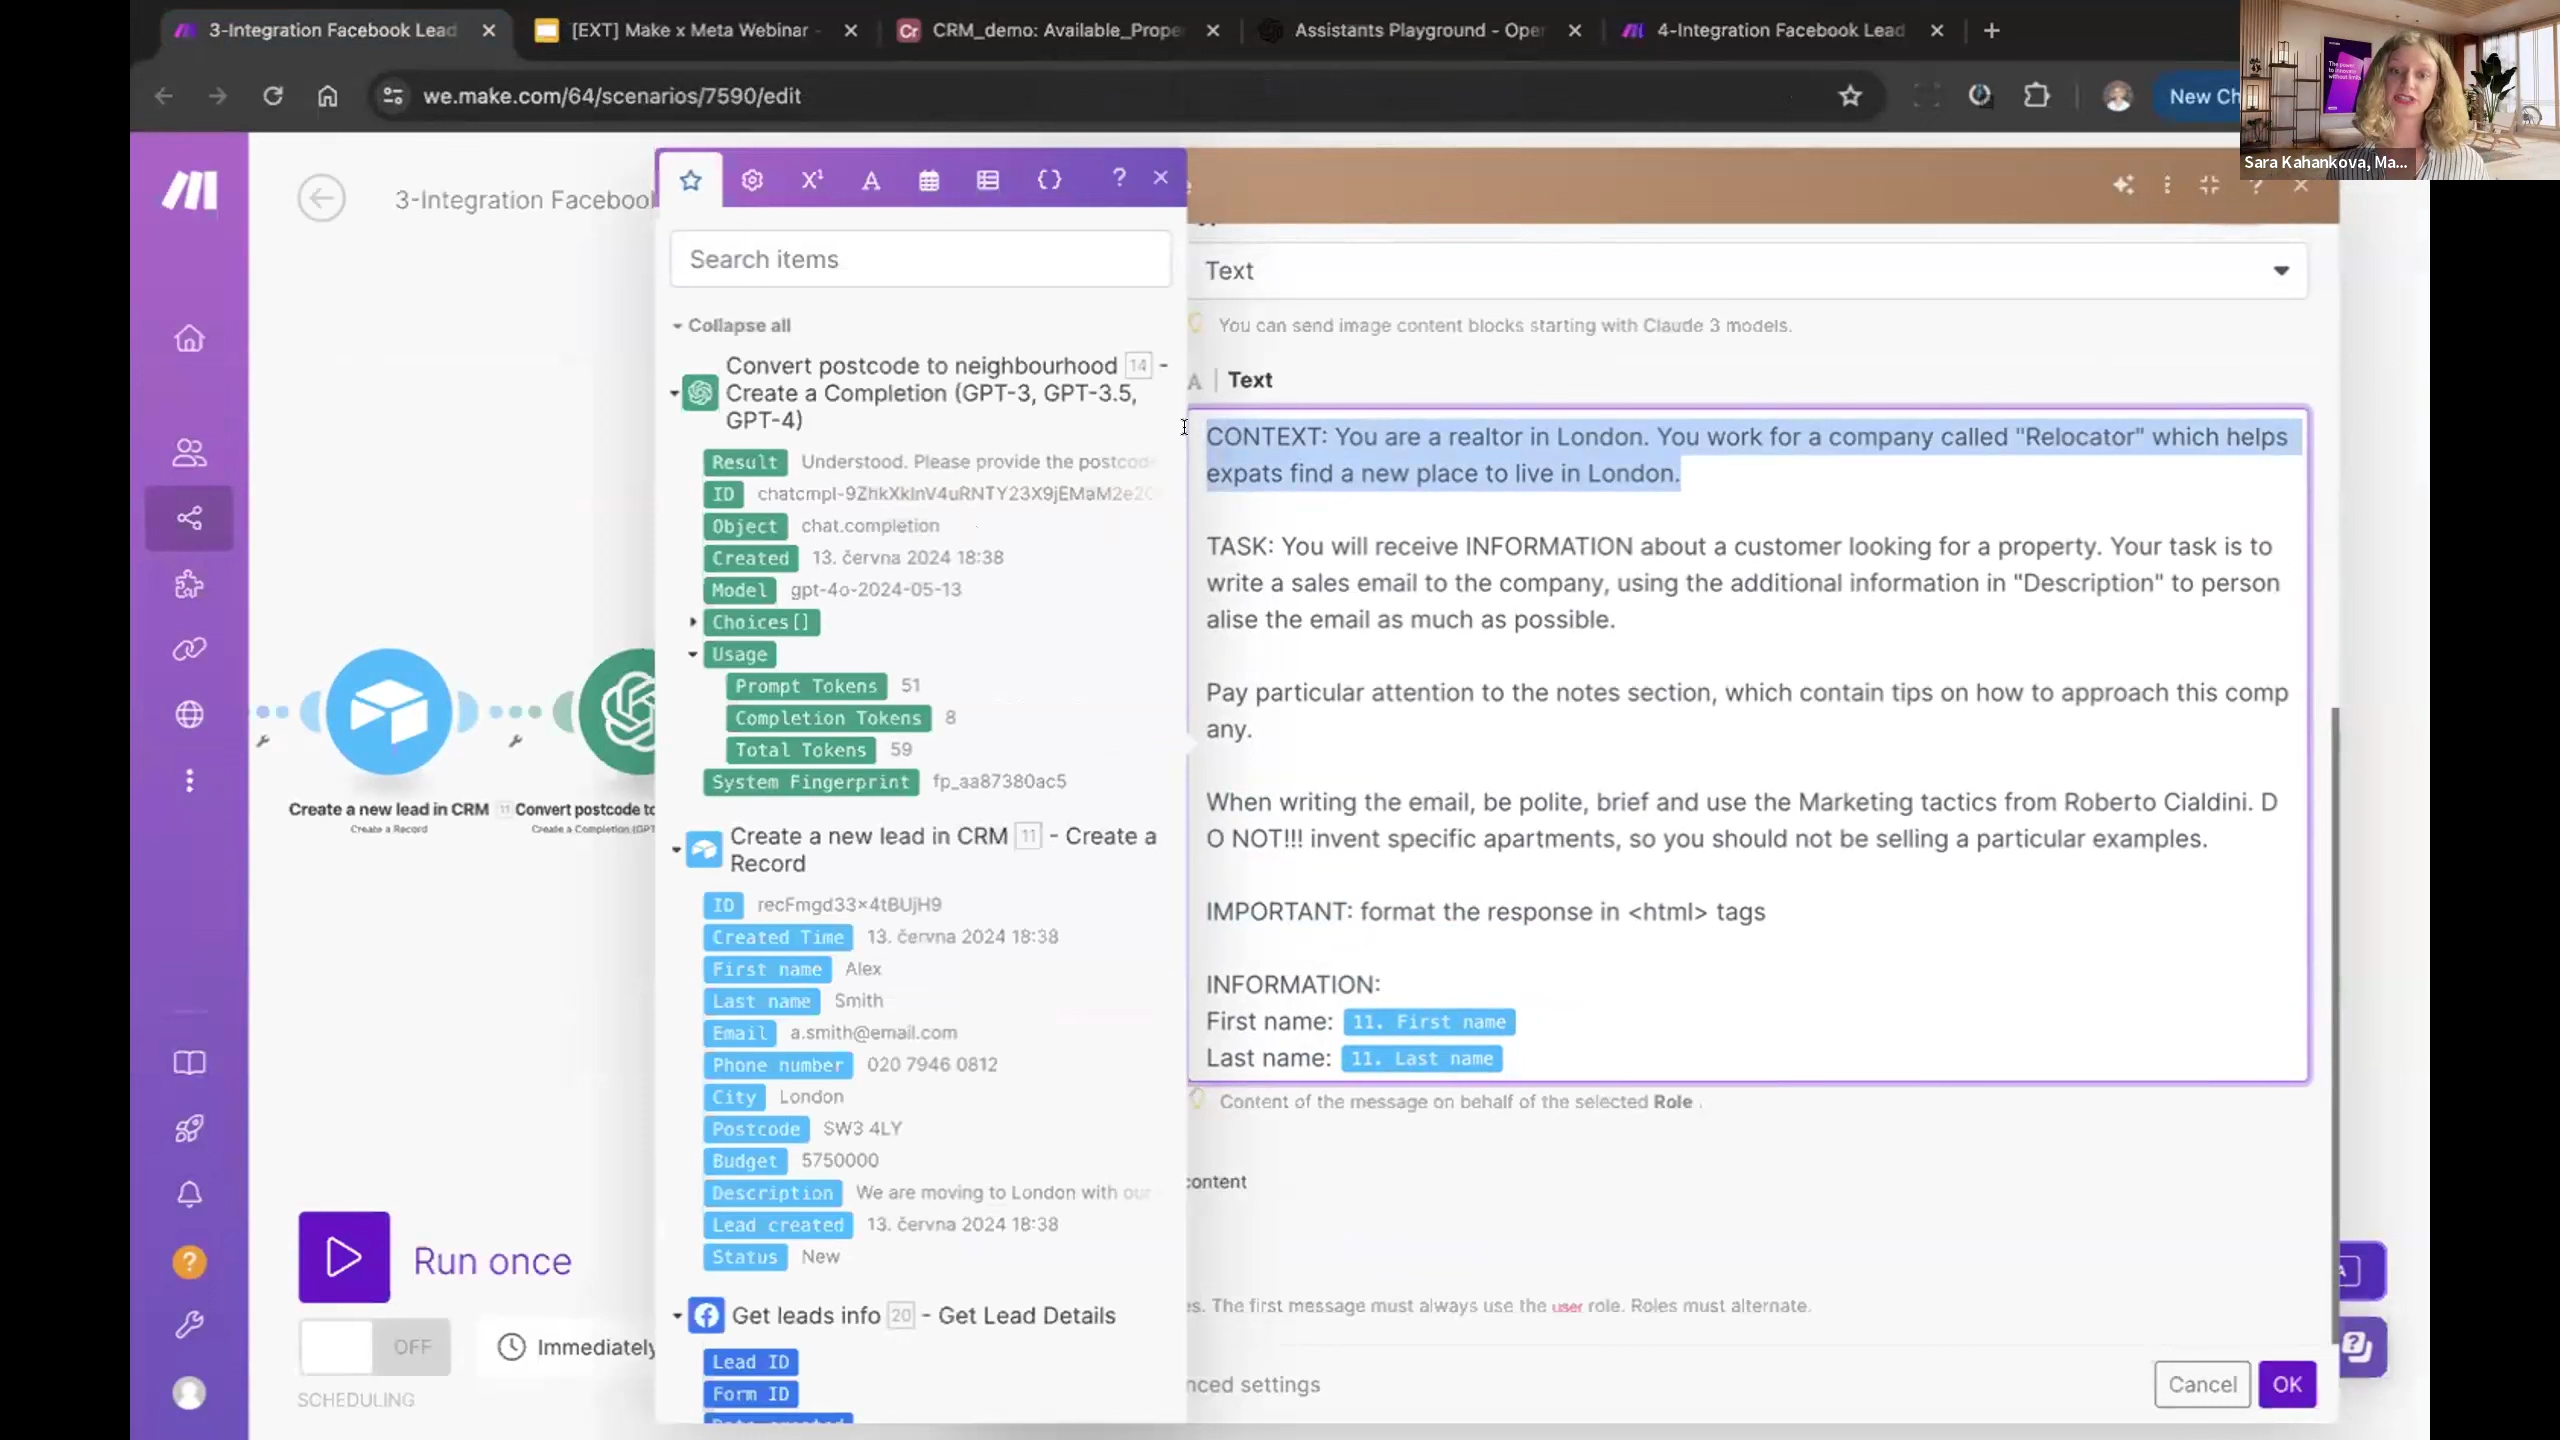 3-Integration Facebook Lead
[EXT] Make x Meta Webinar -
CRM_demo: Available_Prope
Assistants Playground - Oper
4-Integration Facebook Lead
we.make.com/64/scenarios/7590/edit
New Ch
Sara Kahankova, Ma...
3-Integration Facebool
Search items
Collapse all
Convert postcode to neighbourhood 14 -
Create a Completion (GPT-3, GPT-3.5,
GPT-4)
Result Understood. Please provide the postcod
ID chatcmpl-9ZhkXkInV4uRNTY23X9jEMaM2e2
Object chat.completion
Created 13. června 2024 18:38
Model gpt-4o-2024-05-13
Choices[]
Usage
Prompt Tokens 51
Completion Tokens 8
Total Tokens 59
System Fingerprint fp_aa87380ac5
Create a new lead in CRM 11 - Create a
Record
ID recFmgd33x4tBUjH9
Created Time 13. června 2024 18:38
First name Alex
Last name Smith
Email a.smith@email.com
Phone number 020 7946 0812
City London
Postcode SW3 4LY
Budget 5750000
Description We are moving to London with our
Lead created 13. června 2024 18:38
Status New
Get leads info 20 - Get Lead Details
Lead ID
Form ID
Text
You can send image content blocks starting with Claude 3 models.
A | Text
CONTEXT: You are a realtor in London. You work for a company called "Relocator" which helps
expats find a new place to live in London.
TASK: You will receive INFORMATION about a customer looking for a property. Your task is to
write a sales email to the company, using the additional information in "Description" to person
alise the email as much as possible.
Pay particular attention to the notes section, which contain tips on how to approach this comp
any.
When writing the email, be polite, brief and use the Marketing tactics from Roberto Cialdini. D
O NOT!!! invent specific apartments, so you should not be selling a particular examples.
IMPORTANT: format the response in <html> tags
INFORMATION:
First name: 11. First name
Last name: 11. Last name
Content of the message on behalf of the selected Role .
content
es. The first message must always use the user role. Roles must alternate.
nced settings
Cancel
OK
Create a new lead in CRM 11
Create a Record
Convert postcode to
Create a Completion (GPT
Run once
OFF
Immediately
SCHEDULING